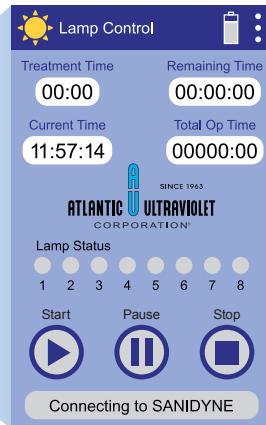 Lamp Control
Treatment Time Remaining Time
00:00 00:00:00
Current Time Total Op Time
11:57:14 00000:00
AU
SINCE 1963
ATLANTIC ULTRAVIOLET
CORPORATION®
Lamp Status
1 2 3 4 5 6 7 8
Start Pause Stop
Connecting to SANIDYNE